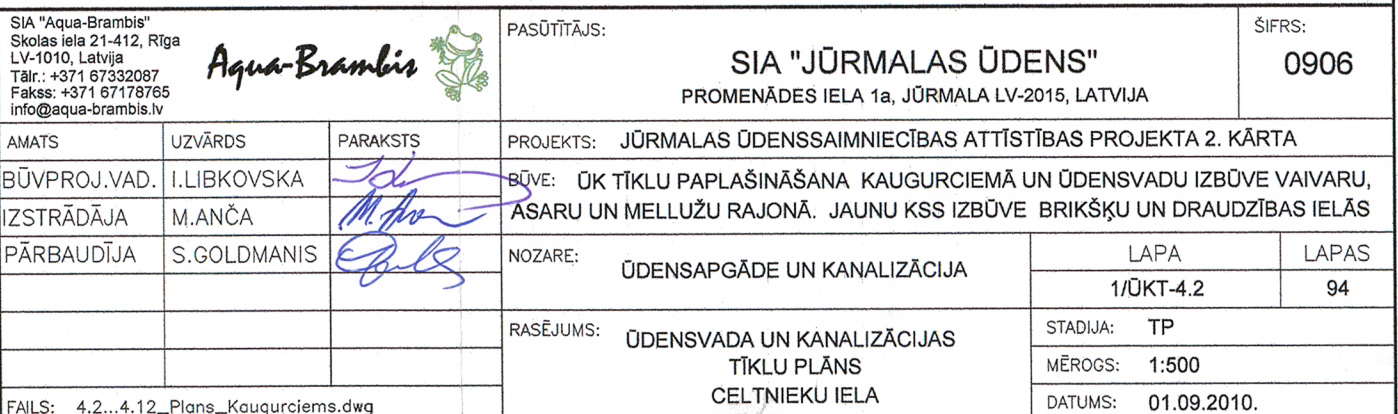 SIA "Aqua-Brambis"
Skolas iela 21-412, Rīga
LV-1010, Latvija
Tālr.: +371 67332087
Fakss: +371 67178765
info@aqua-brambis.lv
Aqua-Brambis
PASŪTĪTĀJS:
SIA "JŪRMALAS ŪDENS"
PROMENĀDES IELA 1a, JŪRMALA LV-2015, LATVIJA
ŠIFRS:
0906
AMATS UZVĀRDS PARAKSTS
BŪVPROJ.VAD. I.LIBKOVSKA
IZSTRĀDĀJA M.ANČA
PĀRBAUDĪJA S.GOLDMANIS
PROJEKTS: JŪRMALAS ŪDENSSAIMNIECĪBAS ATTĪSTĪBAS PROJEKTA 2. KĀRTA
BŪVE: ŪK TĪKLU PAPLAŠINĀŠANA KAUGURCIEMĀ UN ŪDENSVADU IZBŪVE VAIVARU,
ASARU UN MELLUŽU RAJONĀ. JAUNU KSS IZBŪVE BRIKŠĶU UN DRAUDZĪBAS IELĀS
NOZARE: ŪDENSAPGĀDE UN KANALIZĀCIJA
LAPA LAPAS
1/ŪKT-4.2 94
RASĒJUMS: ŪDENSVADA UN KANALIZĀCIJAS
TĪKLU PLĀNS
CELTNIEKU IELA
STADIJA: TP
MĒROGS: 1:500
DATUMS: 01.09.2010.
FAILS: 4.2...4.12_Plans_Kaugurciems.dwg